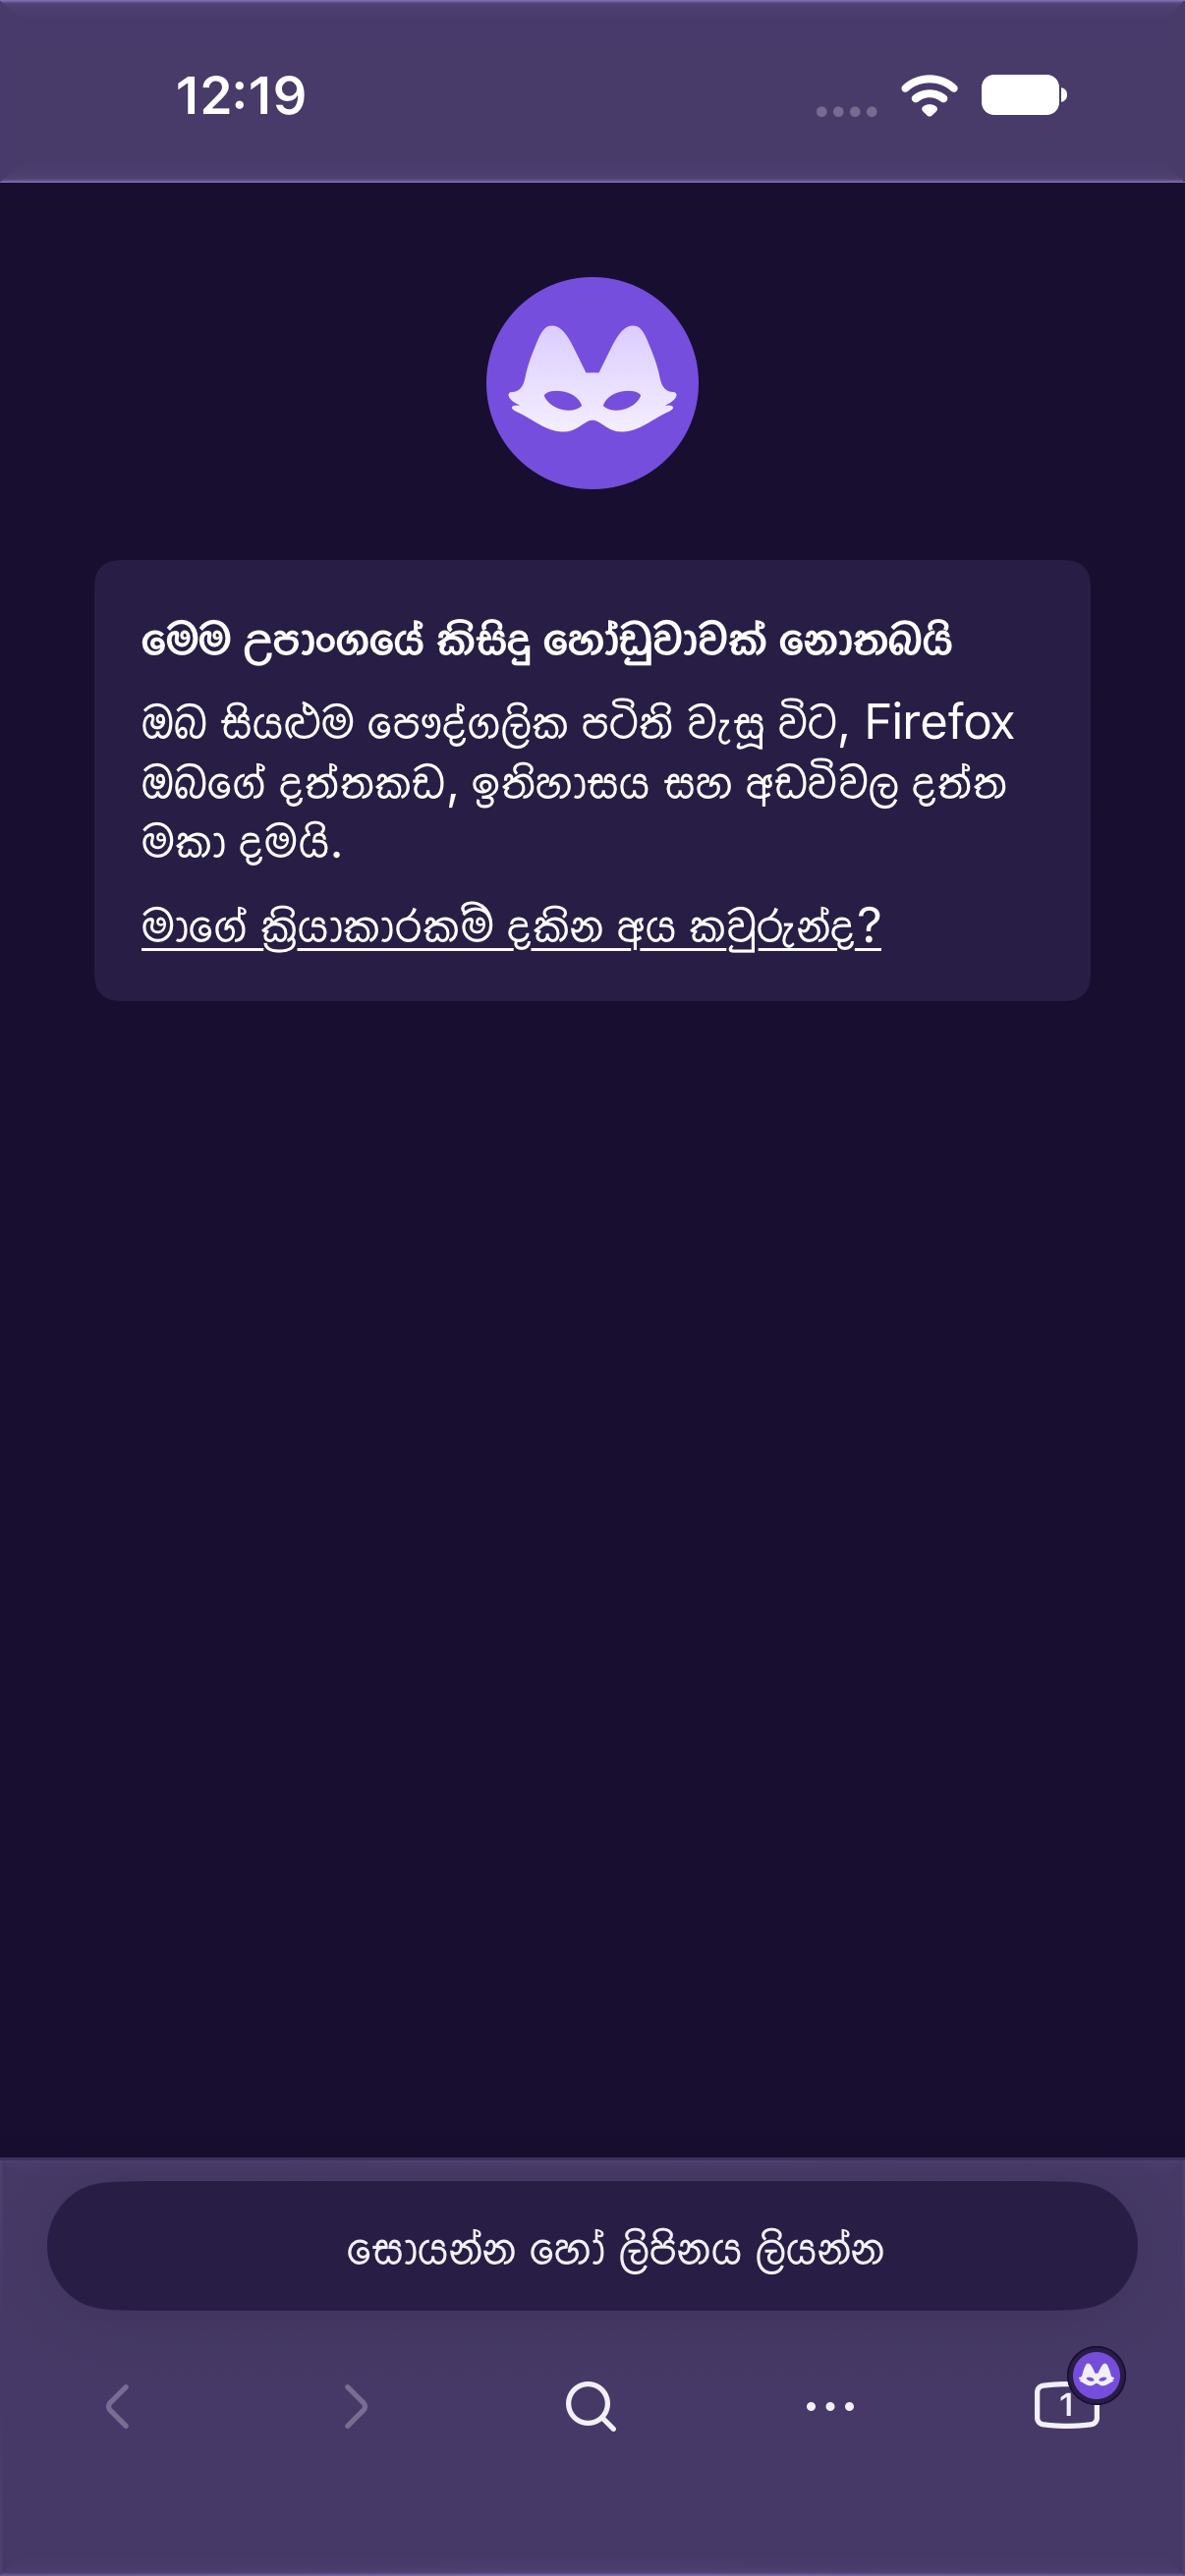 12:19
මෙම උපාංගයේ කිසිදු හෝඩුවාවක් නොතබයි
ඔබ සියළුම පෞද්ගලික පටිති වැසූ විට, Firefox
ඔබගේ දත්තකඩ, ඉතිහාසය සහ අඩවිවල දත්ත
මකා දමයි.
මාගේ ක්‍රියාකාරකම් දකින අය කවුරුන්ද?
සොයන්න හෝ ලිපිනය ලියන්න
1